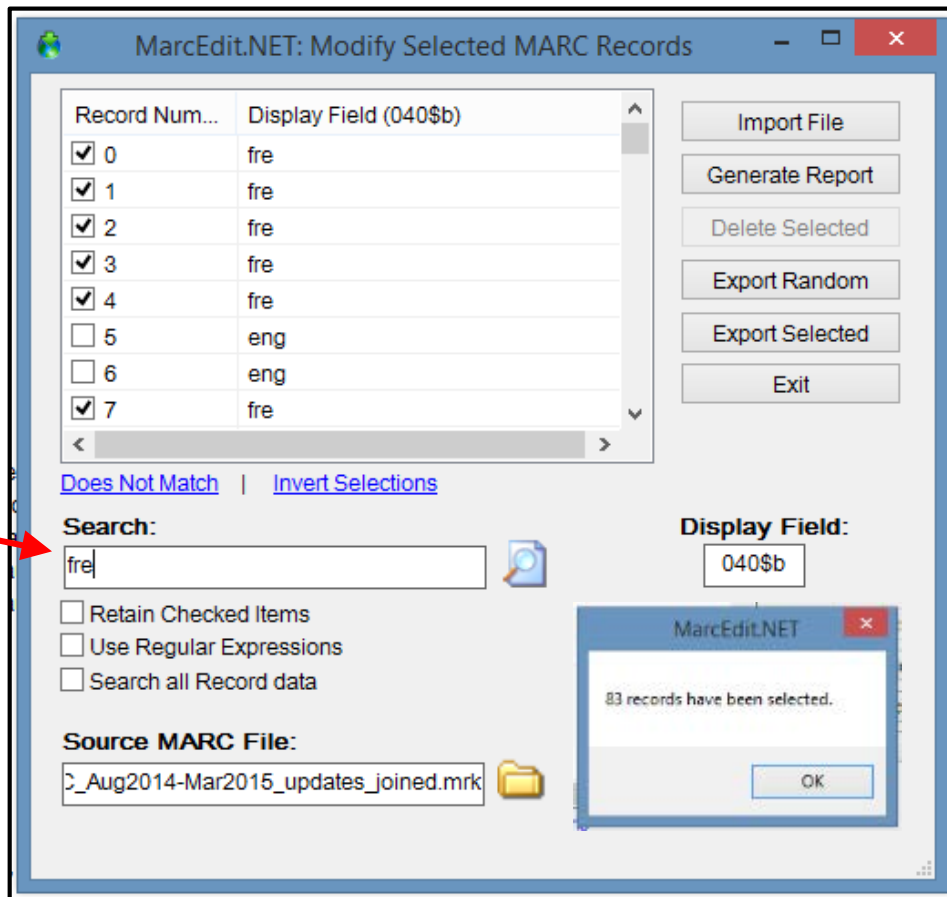 MarcEdit.NET: Modify Selected MARC Records
Record Num... Display Field (040$b)
0 fre
1 fre
2 fre
3 fre
4 fre
5 eng
6 eng
7 fre
Import File
Generate Report
Delete Selected
Export Random
Export Selected
Exit
Does Not Match | Invert Selections
Search:
fre
Retain Checked Items
Use Regular Expressions
Search all Record data
Display Field:
040$b
MarcEdit.NET
83 records have been selected.
OK
Source MARC File:
C_Aug2014-Mar2015_updates_joined.mrk